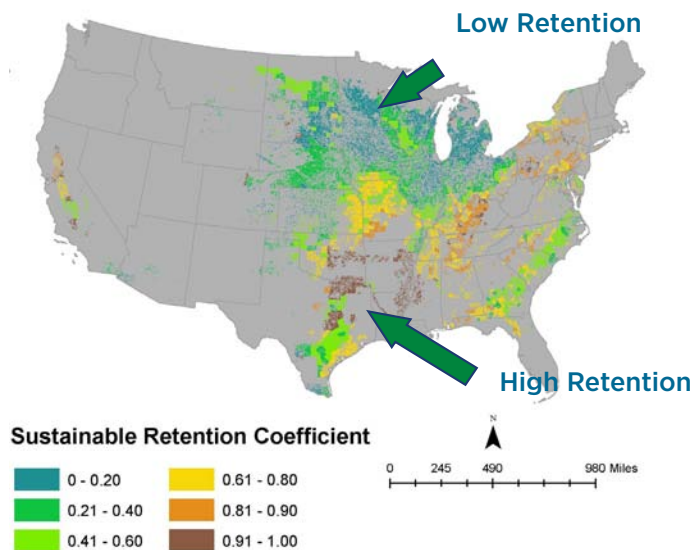 Low Retention
High Retention
Sustainable Retention Coefficient
0 - 0.20
0.21 - 0.40
0.41 - 0.60
0.61 - 0.80
0.81 - 0.90
0.91 - 1.00
N
0 245 490 980 Miles